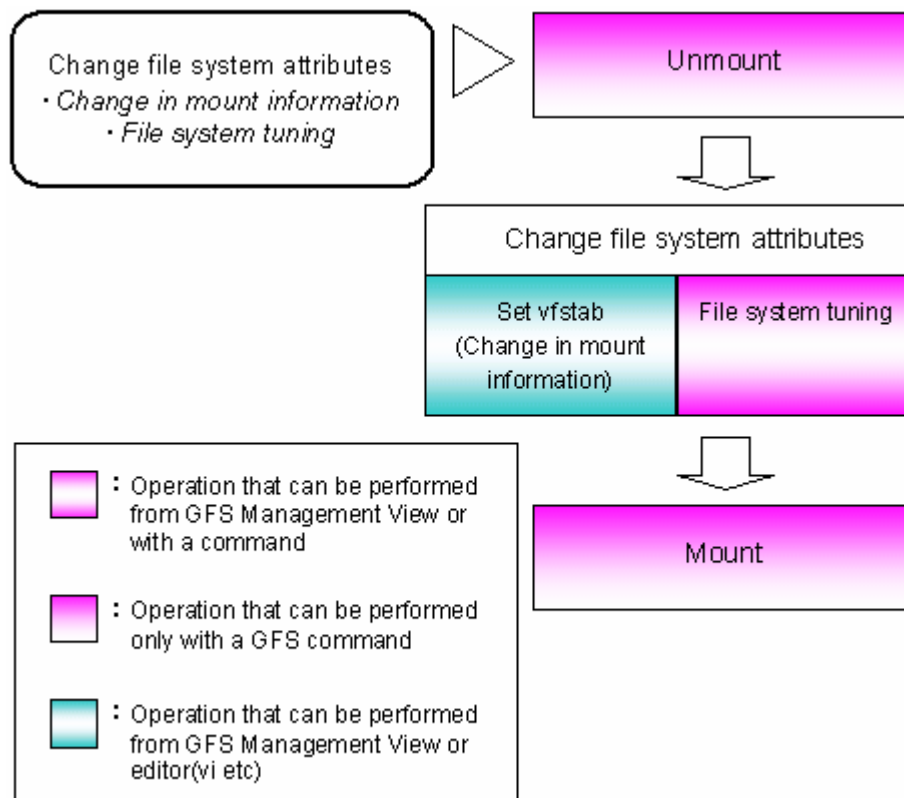 Change file system attributes
・Change in mount information
・File system tuning
Unmount
Change file system attributes
Set vfstab
(Change in mount
information)
File system tuning
Mount
: Operation that can be performed
from GFS Management View or
with a command
: Operation that can be performed
only with a GFS command
: Operation that can be performed
from GFS Management View or
editor(vi etc)